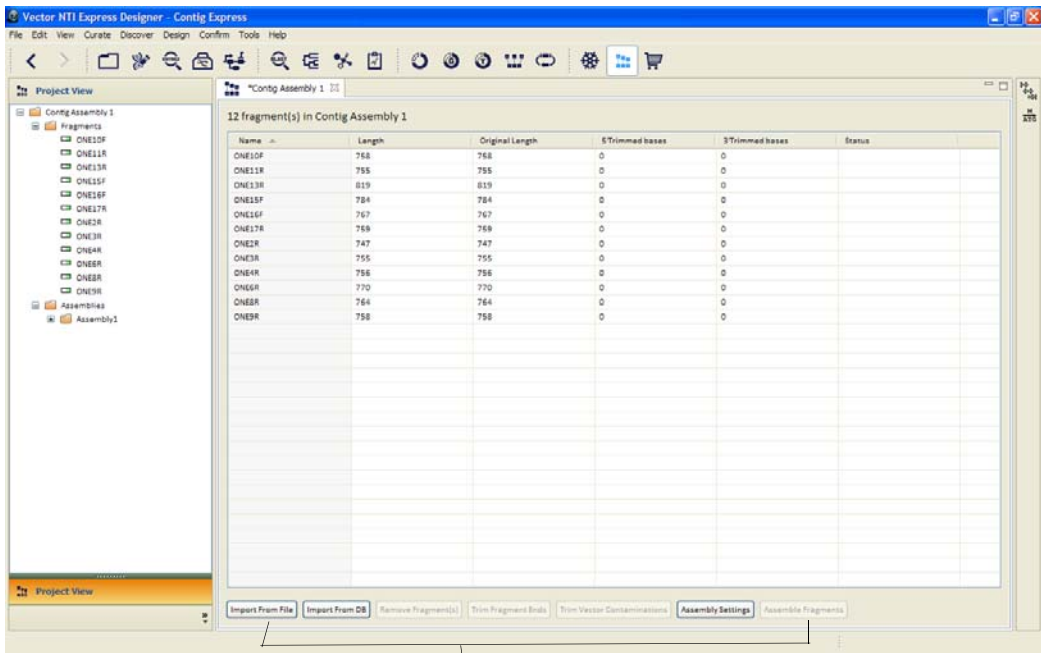 Vector NTI Express Designer - Contig Express
File Edit View Curate Discover Design Confirm Tools Help
Project View
*Contig Assembly 1
Contig Assembly 1
Fragments
ONE10F
ONE11R
ONE13R
ONE15F
ONE16F
ONE17R
ONE2R
ONE3R
ONE4R
ONE6R
ONE8R
ONE9R
Assemblies
Assembly1
12 fragment(s) in Contig Assembly 1
Name Length Original Length 5'Trimmed bases 3'Trimmed bases Status
ONE10F 768 768 0 0
ONE11R 755 755 0 0
ONE13R 819 819 0 0
ONE15F 784 784 0 0
ONE16F 767 767 0 0
ONE17R 759 759 0 0
ONE2R 747 747 0 0
ONE3R 755 755 0 0
ONE4R 756 756 0 0
ONE6R 770 770 0 0
ONE8R 764 764 0 0
ONE9R 758 758 0 0
Project View
Import From File Import From DB Remove Fragment(s) Trim Fragment Ends Trim Vector Contaminations Assembly Settings Assemble Fragments